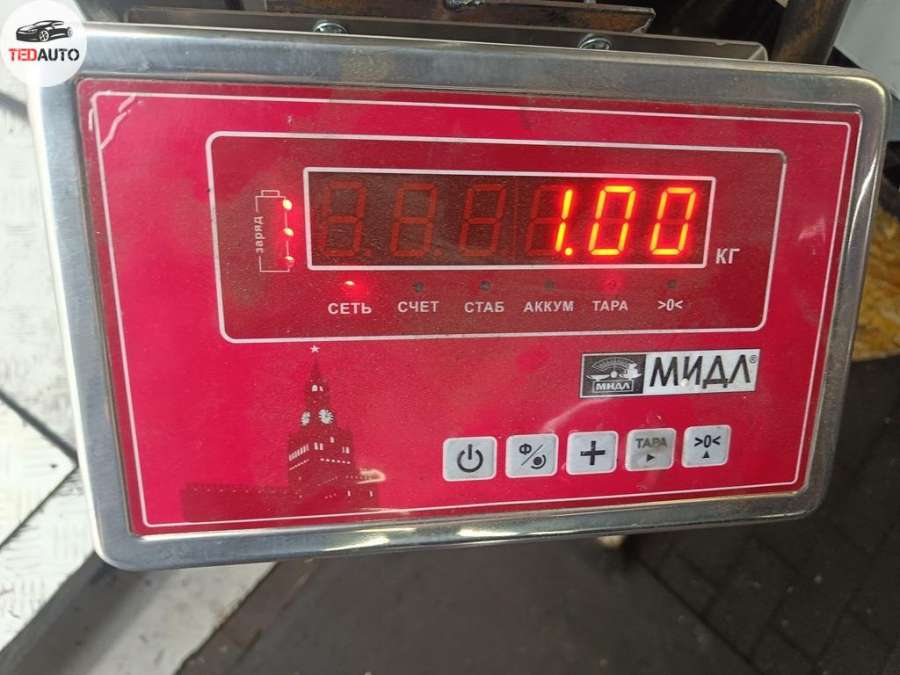 TEDAUTO
заряд
1.00
КГ
СЕТЬ СЧЕТ СТАБ АККУМ ТАРА >0<
МИДЛ МИДЛ®
Ф/ + ТАРА >0<